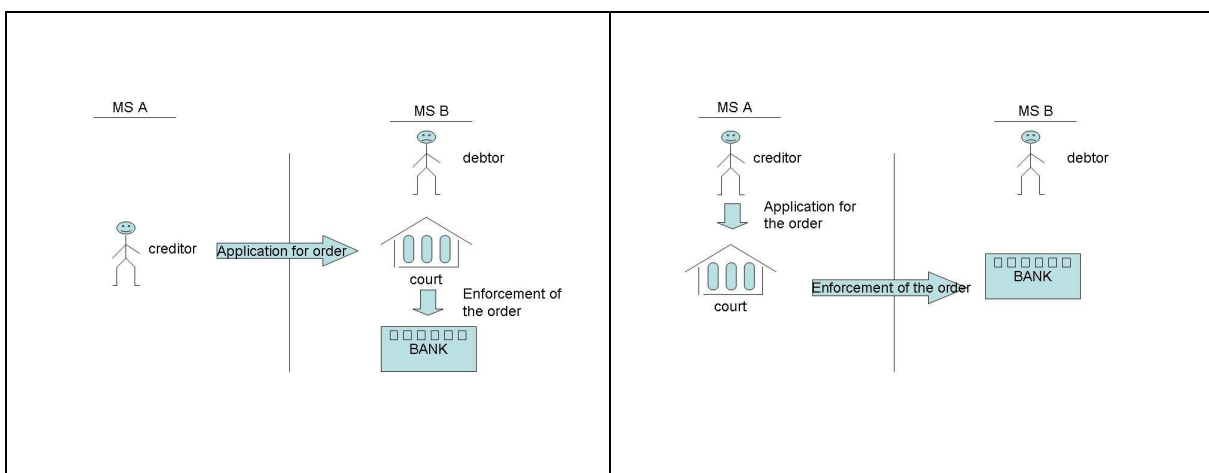 MS A
MS B
debtor
creditor
Application for order
court
Enforcement of
the order
BANK
MS A
MS B
creditor
debtor
Application for
the order
BANK
Enforcement of the order
court